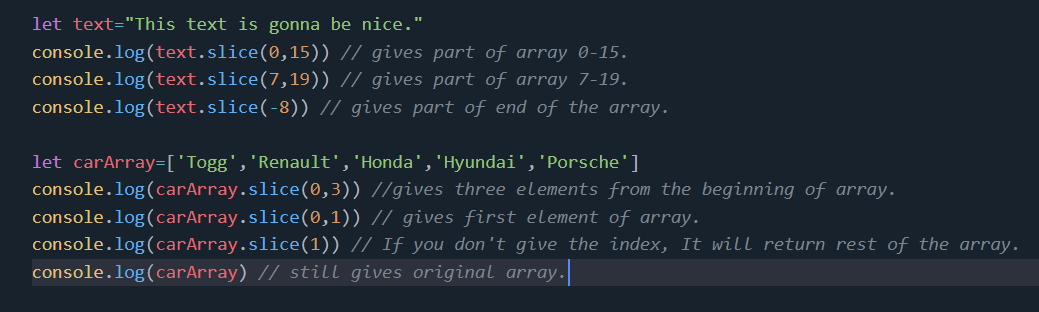 let text="This text is gonna be nice."
console.log(text.slice(0,15)) // gives part of array 0-15.
console.log(text.slice(7,19)) // gives part of array 7-19.
console.log(text.slice(-8)) // gives part of end of the array.
let carArray=['Togg','Renault','Honda','Hyundai','Porsche']
console.log(carArray.slice(0,3)) //gives three elements from the beginning of array.
console.log(carArray.slice(0,1)) // gives first element of array.
console.log(carArray.slice(1)) // If you don't give the index, It will return rest of the array.
console.log(carArray) // still gives original array.